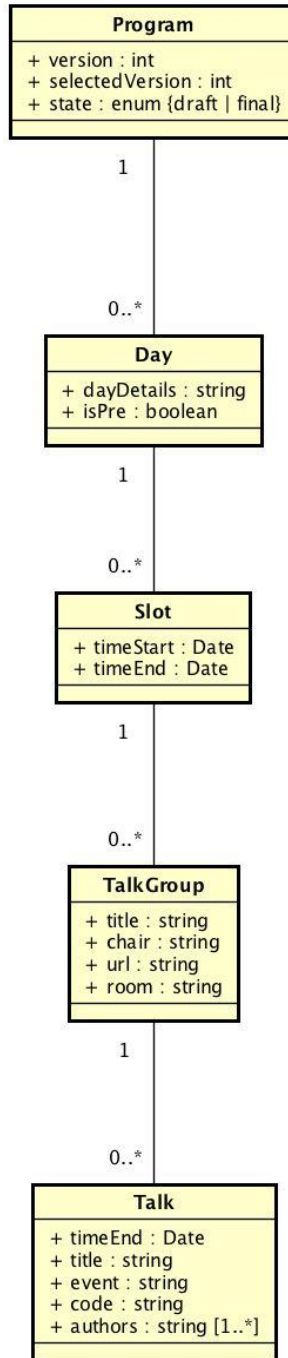 Program
+ version : int
+ selectedVersion : int
+ state : enum {draft | final}
1
0..*
Day
+ dayDetails : string
+ isPre : boolean
1
0..*
Slot
+ timeStart : Date
+ timeEnd : Date
1
0..*
TalkGroup
+ title : string
+ chair : string
+ url : string
+ room : string
1
0..*
Talk
+ timeEnd : Date
+ title : string
+ event : string
+ code : string
+ authors : string [1..*]